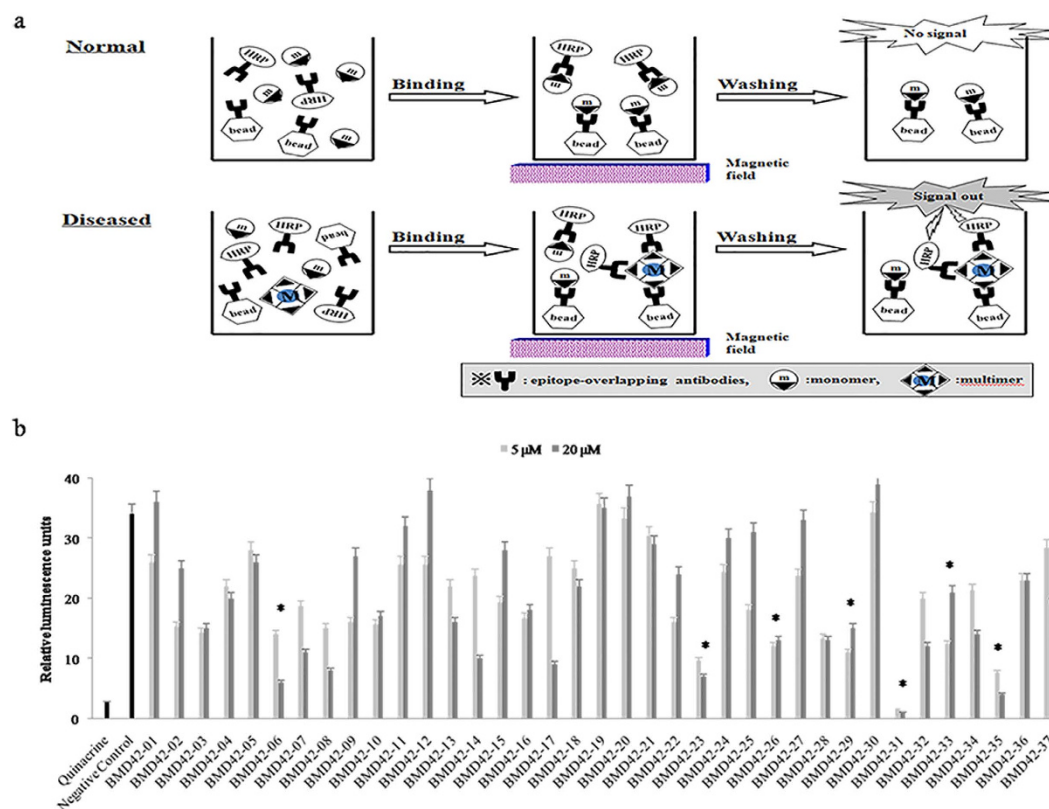 a
Normal
HRP
m
m
m
HRP
m
bead
bead
m
Binding
HRP
HRP
m
m
m
m
bead
bead
Magnetic
field
Washing
No signal
m
m
bead
bead
Diseased
m
HRP
HRP
bead
m
M
bead
HRP
Binding
HRP
HRP
m
HRP
m
M
bead
bead
Magnetic
field
Washing
Signal out
HRP
HRP
m
M
bead
bead
※ : epitope-overlapping antibodies, m :monomer, M :multimer
b
5 µM 20 µM
Relative luminescence units
40
30
20
10
0
* * * * * * *
Quinacrine
Negative Control
BMD42-01
BMD42-02
BMD42-03
BMD42-04
BMD42-05
BMD42-06
BMD42-07
BMD42-08
BMD42-09
BMD42-10
BMD42-11
BMD42-12
BMD42-13
BMD42-14
BMD42-15
BMD42-16
BMD42-17
BMD42-18
BMD42-19
BMD42-20
BMD42-21
BMD42-22
BMD42-23
BMD42-24
BMD42-25
BMD42-26
BMD42-27
BMD42-28
BMD42-29
BMD42-30
BMD42-31
BMD42-32
BMD42-33
BMD42-34
BMD42-35
BMD42-36
BMD42-37